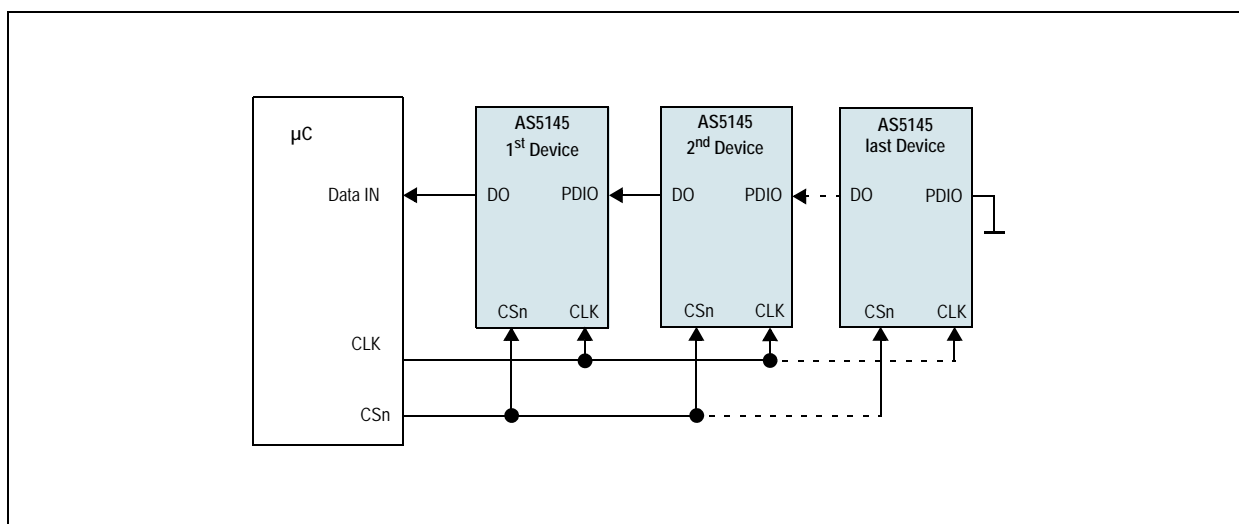 µC
AS5145
1st Device
AS5145
2nd Device
AS5145
last Device
Data IN
DO PDIO
DO PDIO
DO PDIO
CSn CLK
CSn CLK
CSn CLK
CLK
CSn